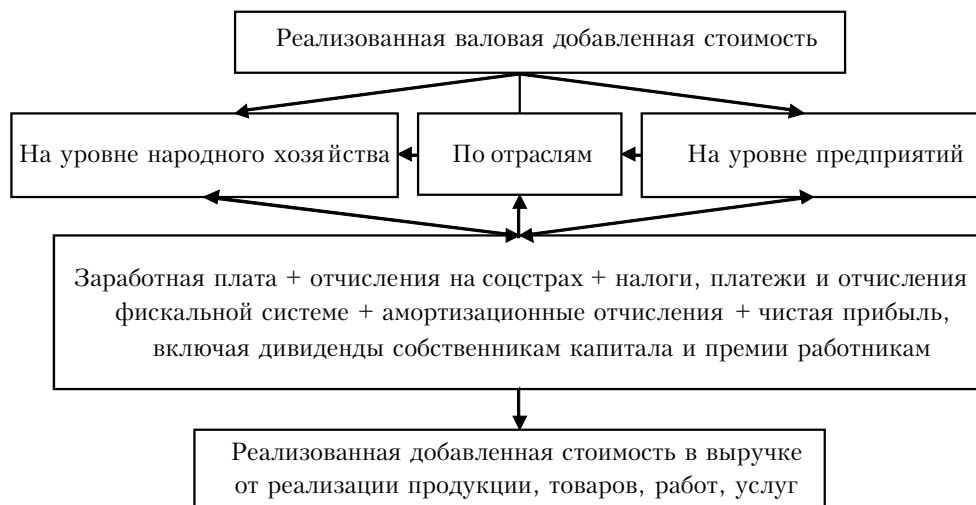 Реализованная валовая добавленная стоимость
На уровне народного хозяйства
По отраслям
На уровне предприятий
Заработная плата + отчисления на соцстрах + налоги, платежи и отчисления
фискальной системе + амортизационные отчисления + чистая прибыль,
включая дивиденды собственникам капитала и премии работникам
Реализованная добавленная стоимость в выручке
от реализации продукции, товаров, работ, услуг